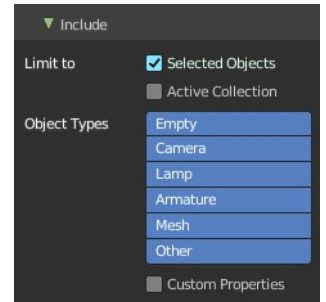 Include
Limit to Selected Objects
Active Collection
Object Types Empty
Camera
Lamp
Armature
Mesh
Other
Custom Properties